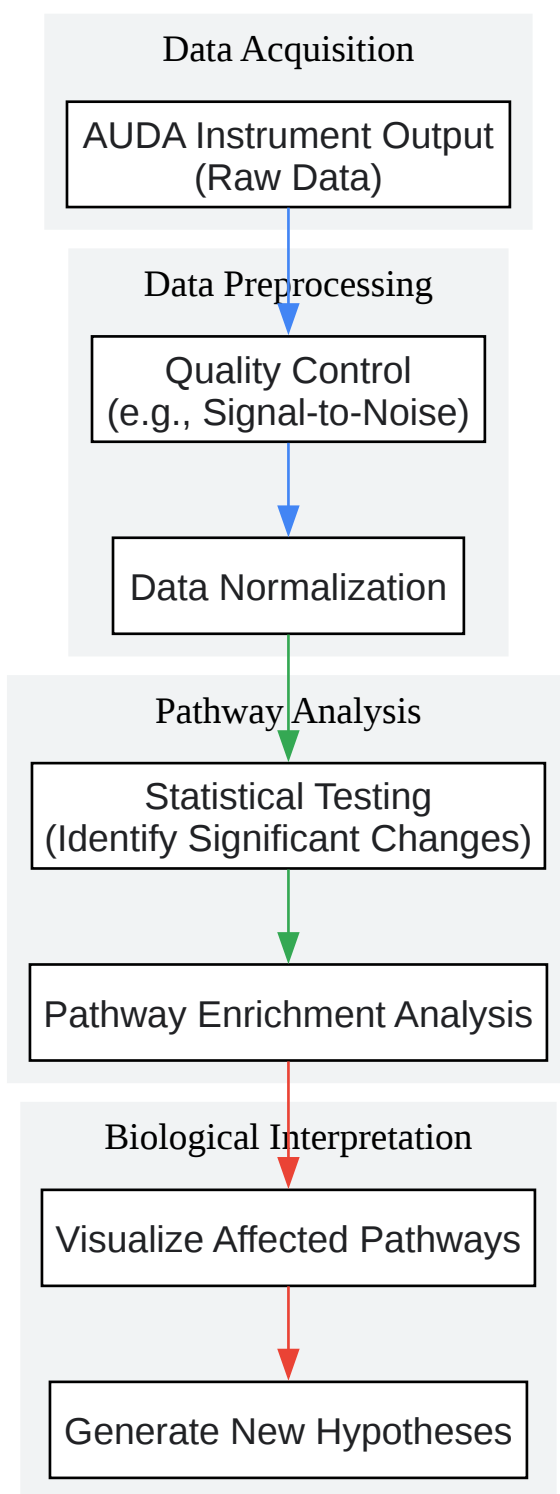 Data Acquisition
AUDA Instrument Output
(Raw Data)
Data Preprocessing
Quality Control
(e.g., Signal-to-Noise)
Data Normalization
Pathway Analysis
Statistical Testing
(Identify Significant Changes)
Pathway Enrichment Analysis
Biological Interpretation
Visualize Affected Pathways
Generate New Hypotheses